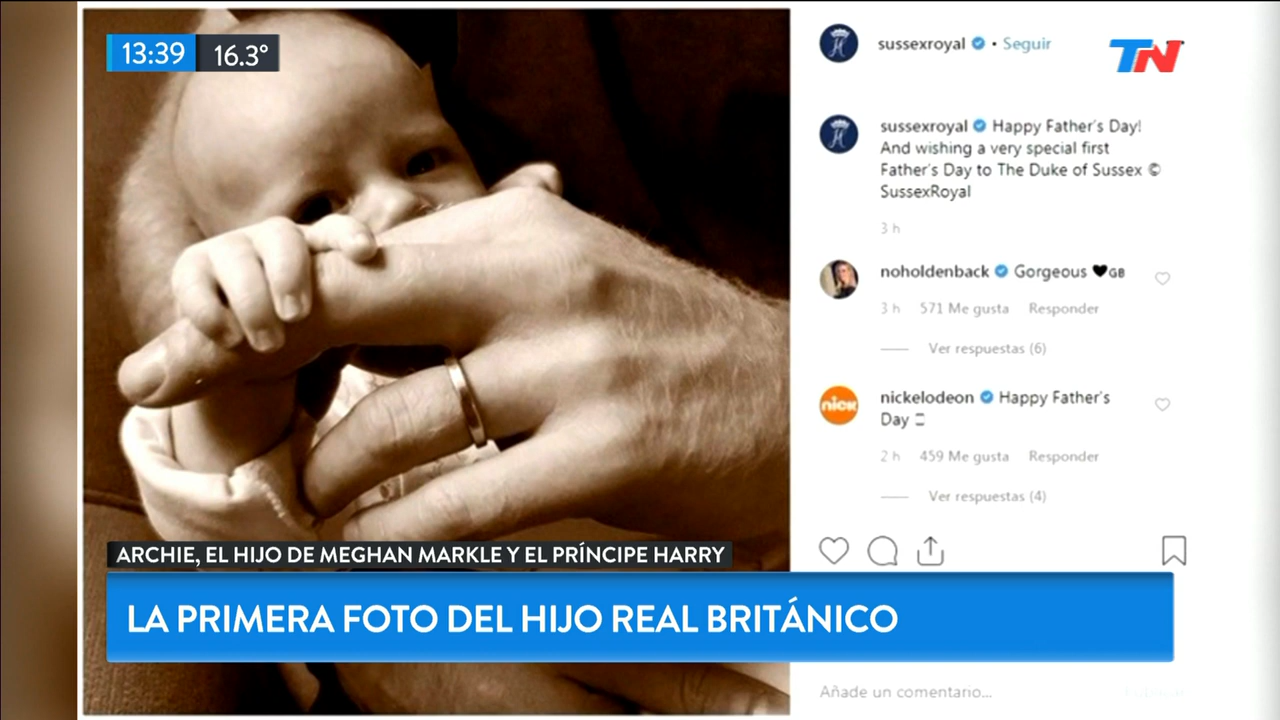 13:39 16.3°
sussexroyal • Seguir
TN
sussexroyal Happy Father's Day!
And wishing a very special first
Father's Day to The Duke of Sussex ©
SussexRoyal
3 h
noholdenback Gorgeous 🖤GB
3 h 571 Me gusta Responder
Ver respuestas (6)
nick
nickelodeon Happy Father's
Day
2 h 459 Me gusta Responder
Ver respuestas (4)
ARCHIE, EL HIJO DE MEGHAN MARKLE Y EL PRÍNCIPE HARRY
LA PRIMERA FOTO DEL HIJO REAL BRITÁNICO
Añade un comentario...